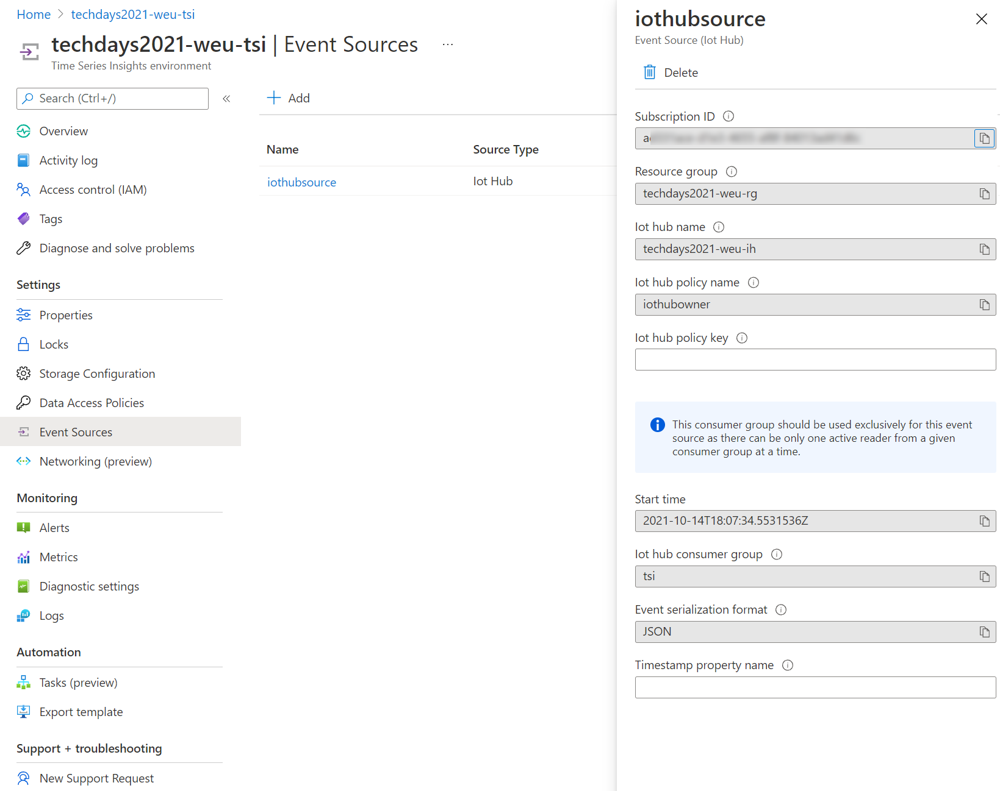 Home > techdays2021-weu-tsi
techdays2021-weu-tsi | Event Sources ...
Time Series Insights environment
Search (Ctrl+/)
«
Overview
Activity log
Access control (IAM)
Tags
Diagnose and solve problems
Settings
Properties
Locks
Storage Configuration
Data Access Policies
Event Sources
Networking (preview)
Monitoring
Alerts
Metrics
Diagnostic settings
Logs
Automation
Tasks (preview)
Export template
Support + troubleshooting
New Support Request
Add
Name Source Type
iothubsource Iot Hub
iothubsource
Event Source (Iot Hub)
Delete
Subscription ID
Resource group
techdays2021-weu-rg
Iot hub name
techdays2021-weu-ih
Iot hub policy name
iothubowner
Iot hub policy key
This consumer group should be used exclusively for this event
source as there can be only one active reader from a given
consumer group at a time.
Start time
2021-10-14T18:07:34.5531536Z
Iot hub consumer group
tsi
Event serialization format
JSON
Timestamp property name